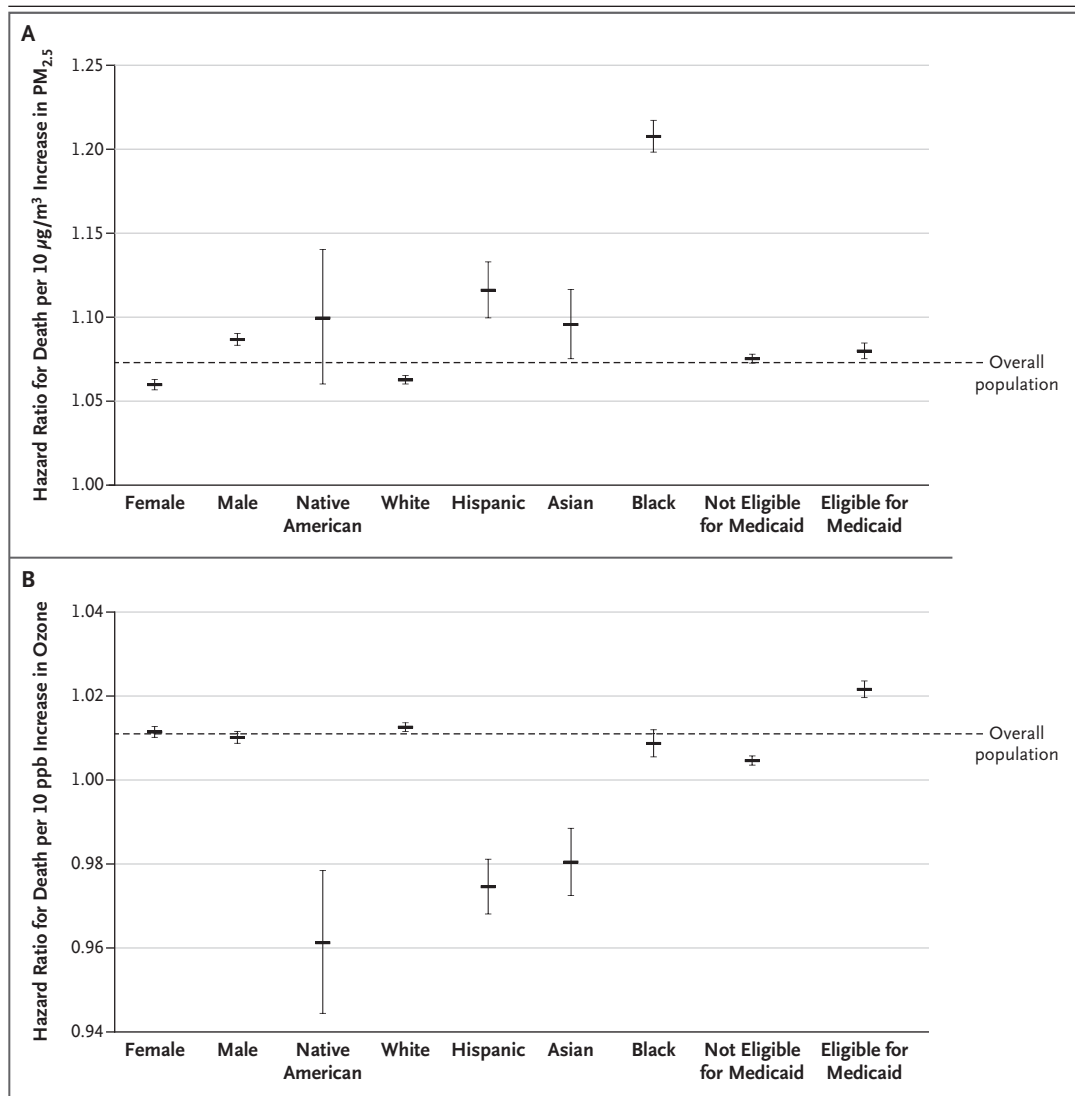 A
Hazard Ratio for Death per 10 µg/m³ Increase in PM₂.₅
1.25
1.20
1.15
1.10
1.05
1.00
Overall
population
Female
Male
Native
American
White
Hispanic
Asian
Black
Not Eligible
for Medicaid
Eligible for
Medicaid
B
Hazard Ratio for Death per 10 ppb Increase in Ozone
1.04
1.02
1.00
0.98
0.96
0.94
Overall
population
Female
Male
Native
American
White
Hispanic
Asian
Black
Not Eligible
for Medicaid
Eligible for
Medicaid